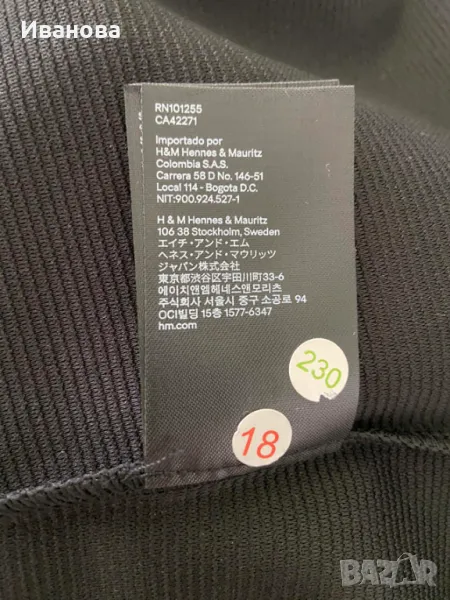 Иванова
RN101255
CA42271
Importado por
H&M Hennes & Mauritz
Colombia S.A.S.
Carrera 58 D No. 146-51
Local 114 - Bogota D.C.
NIT:900.924.527-1
H & M Hennes & Mauritz
106 38 Stockholm, Sweden
エイチ・アンド・エム
ヘネス・アンド・マウリッツ
ジャパン株式会社
東京都渋谷区宇田川町33-6
에이치앤엠헤네스앤모리츠
주식회사 서울시 중구 소공로 94
OCI빌딩 15층 1577-6347
hm.com
230
18
BAZAR